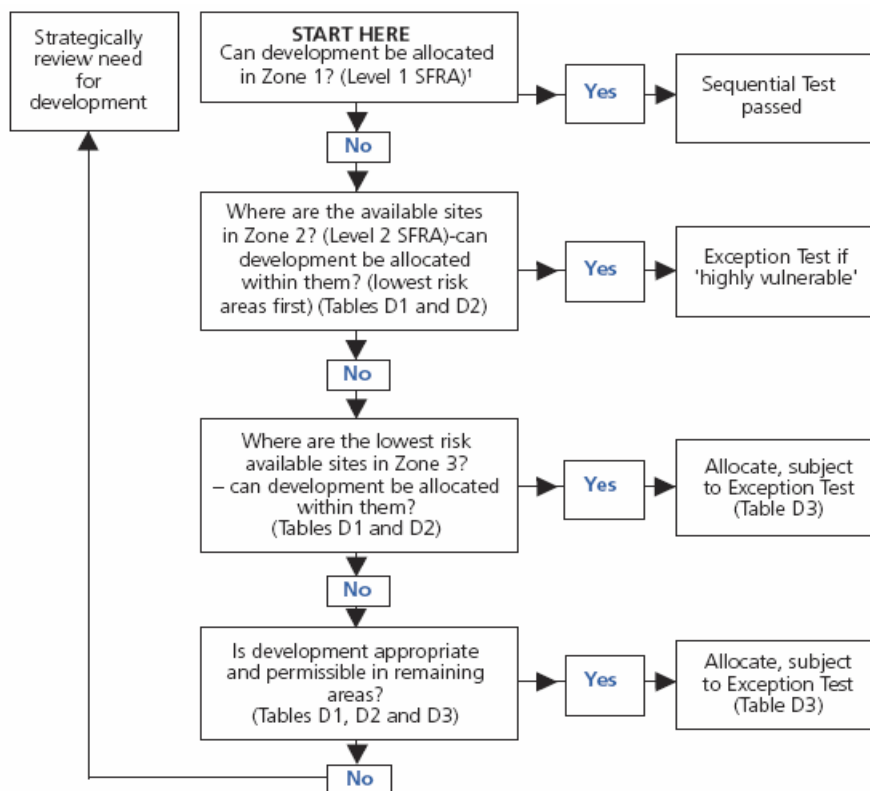 Strategically
review need
for
development
START HERE
Can development be allocated
in Zone 1? (Level 1 SFRA)¹
Yes
Sequential Test
passed
No
Where are the available sites
in Zone 2? (Level 2 SFRA)-can
development be allocated
within them? (lowest risk
areas first) (Tables D1 and D2)
Yes
Exception Test if
'highly vulnerable'
No
Where are the lowest risk
available sites in Zone 3?
– can development be allocated
within them?
(Tables D1 and D2)
Yes
Allocate, subject
to Exception Test
(Table D3)
No
Is development appropriate
and permissible in remaining
areas?
(Tables D1, D2 and D3)
Yes
Allocate, subject
to Exception Test
(Table D3)
No